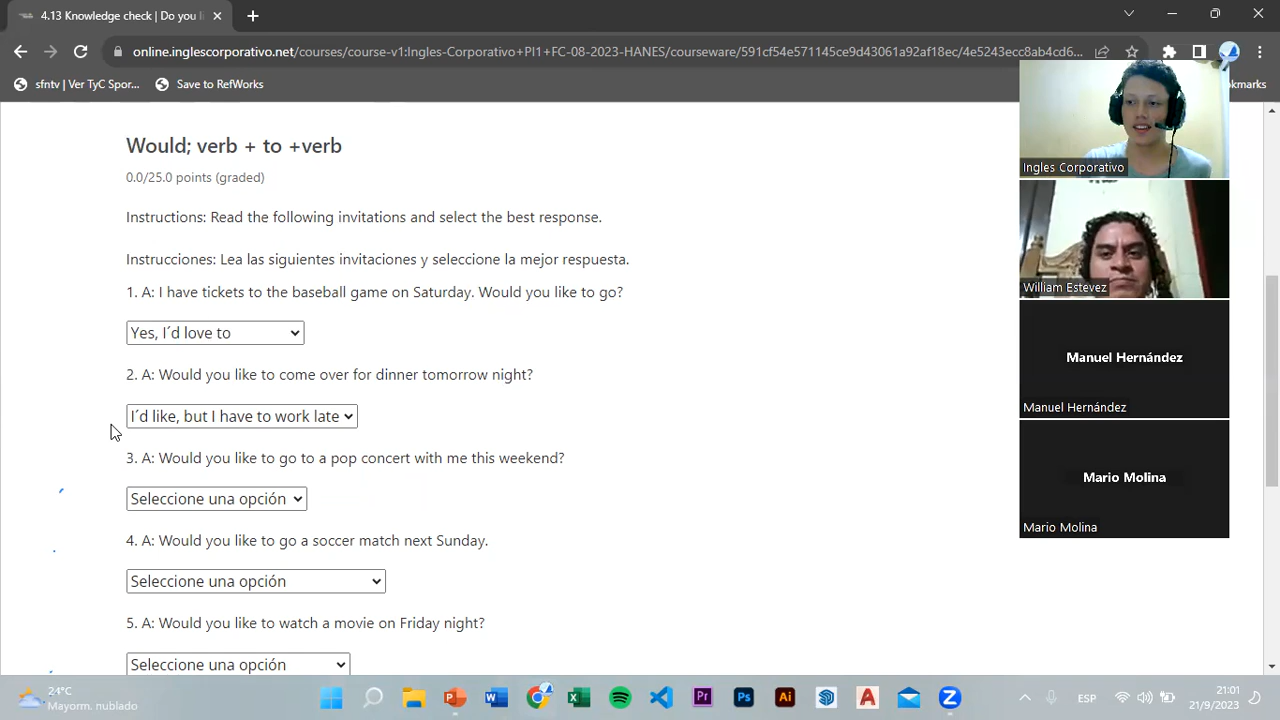 4.13 Knowledge check | Do you li
online.inglescorporativo.net/courses/course-v1:Ingles-Corporativo+PI1+FC-08-2023-HANES/courseware/591cf54e571145ce9d43061a92af18ec/4e5243ecc8ab4cd6...
sfntv | Ver TyC Spor...
Save to RefWorks
okmarks
Would; verb + to +verb
0.0/25.0 points (graded)
Instructions: Read the following invitations and select the best response.
Instrucciones: Lea las siguientes invitaciones y seleccione la mejor respuesta.
1. A: I have tickets to the baseball game on Saturday. Would you like to go?
Yes, I´d love to
2. A: Would you like to come over for dinner tomorrow night?
I´d like, but I have to work late
3. A: Would you like to go to a pop concert with me this weekend?
Seleccione una opción
4. A: Would you like to go a soccer match next Sunday.
Seleccione una opción
5. A: Would you like to watch a movie on Friday night?
Seleccione una opción
Ingles Corporativo
William Estevez
Manuel Hernández
Manuel Hernández
Mario Molina
Mario Molina
24°C
Mayorm. nublado
W
X
Pr
Ps
Ai
A
Z
ESP
21:01
21/9/2023